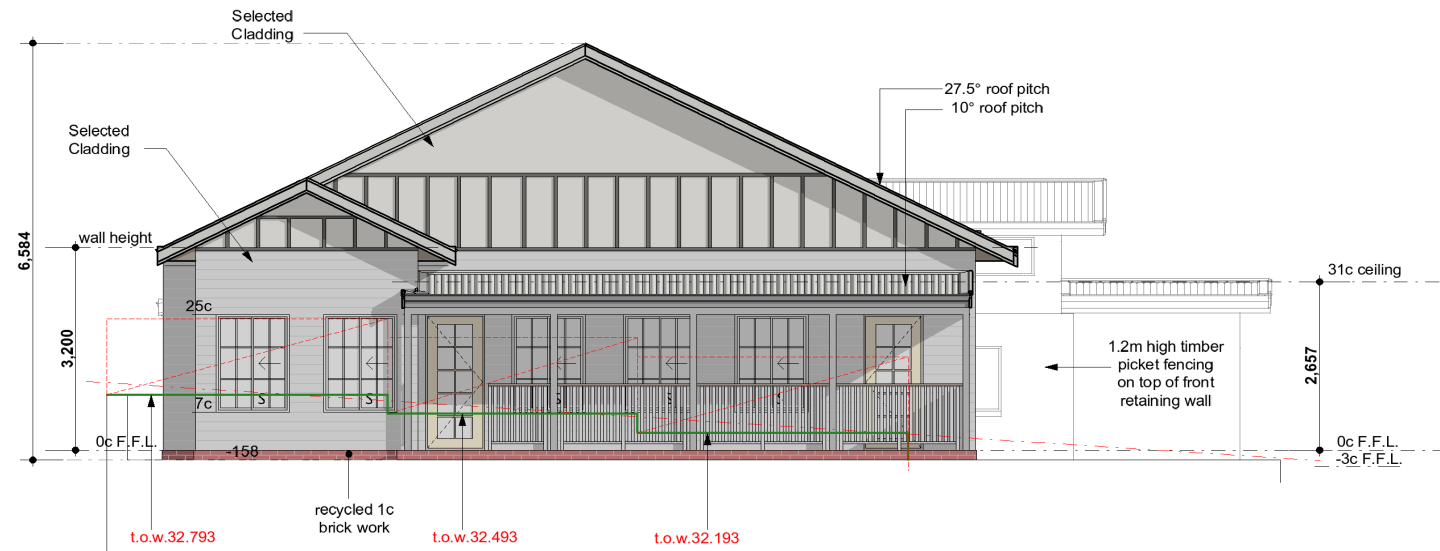 Selected
Cladding
27.5° roof pitch
10° roof pitch
Selected
Cladding
wall height
6,584
31c ceiling
25c
3,200
1.2m high timber
picket fencing
on top of front
retaining wall
2,657
S
S
S
S
7c
0c F.F.L.
0c F.F.L.
-158
-3c F.F.L.
recycled 1c
brick work
t.o.w.32.793
t.o.w.32.493
t.o.w.32.193